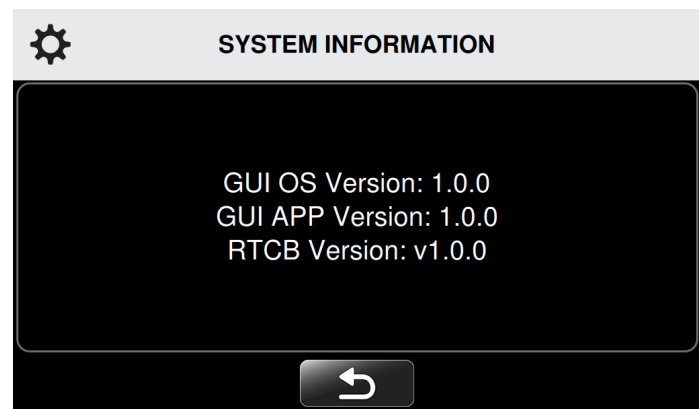 SYSTEM INFORMATION
GUI OS Version: 1.0.0
GUI APP Version: 1.0.0
RTCB Version: v1.0.0